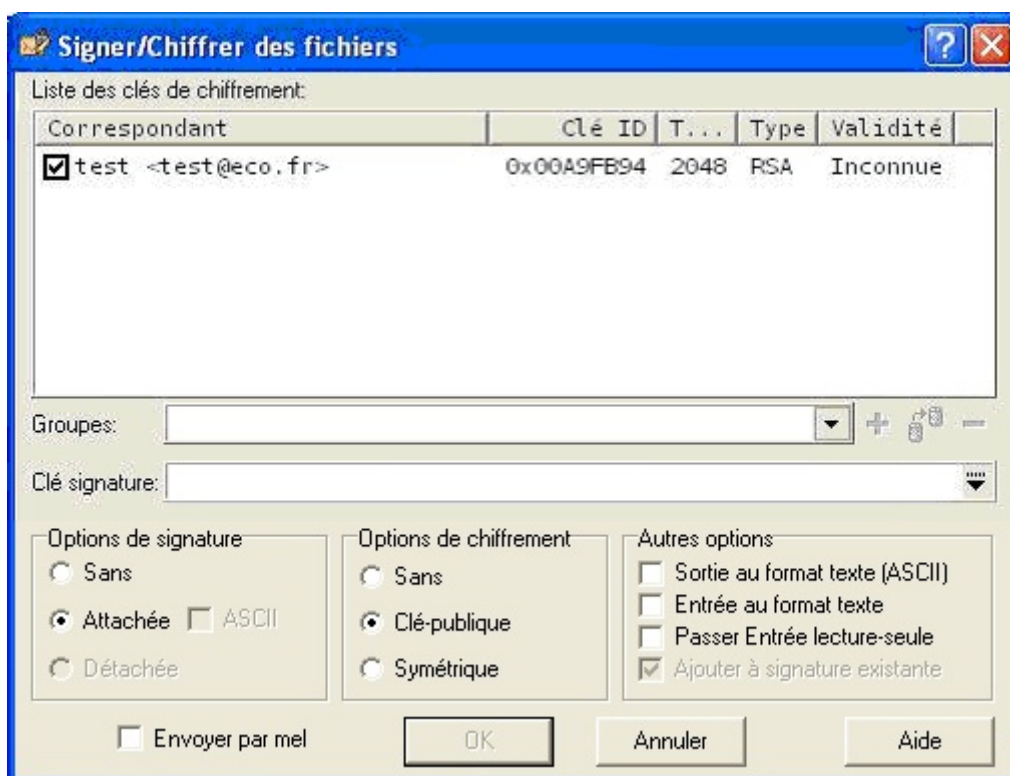 Signer/Chiffrer des fichiers
Liste des clés de chiffrement:
Correspondant Clé ID T... Type Validité
test <test@eco.fr> 0x00A9FB94 2048 RSA Inconnue
Groupes:
Clé signature:
Options de signature
Sans
Attachée ASCII
Détachée
Options de chiffrement
Sans
Clé-publique
Symétrique
Autres options
Sortie au format texte (ASCII)
Entrée au format texte
Passer Entrée lecture-seule
Ajouter à signature existante
Envoyer par mel OK Annuler Aide